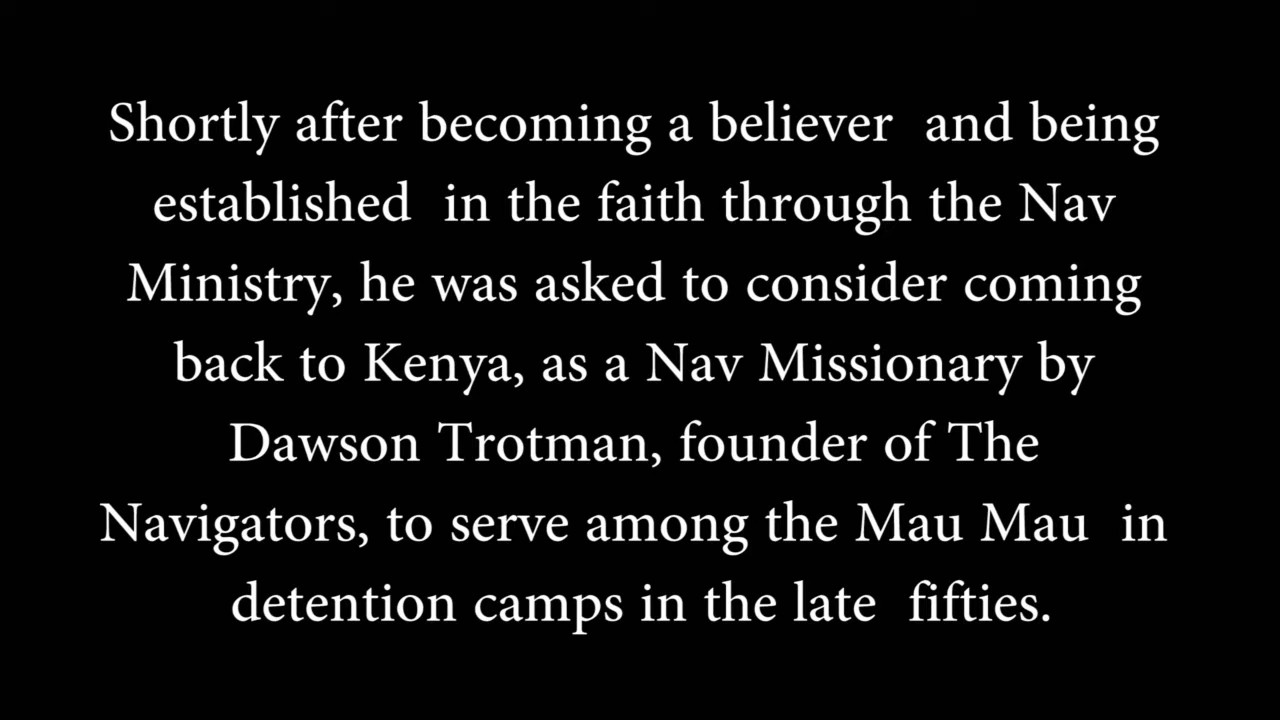 Shortly after becoming a believer  and being
established  in the faith through the Nav
Ministry, he was asked to consider coming
back to Kenya, as a Nav Missionary by
Dawson Trotman, founder of The
Navigators, to serve among the Mau Mau  in
detention camps in the late  fifties.